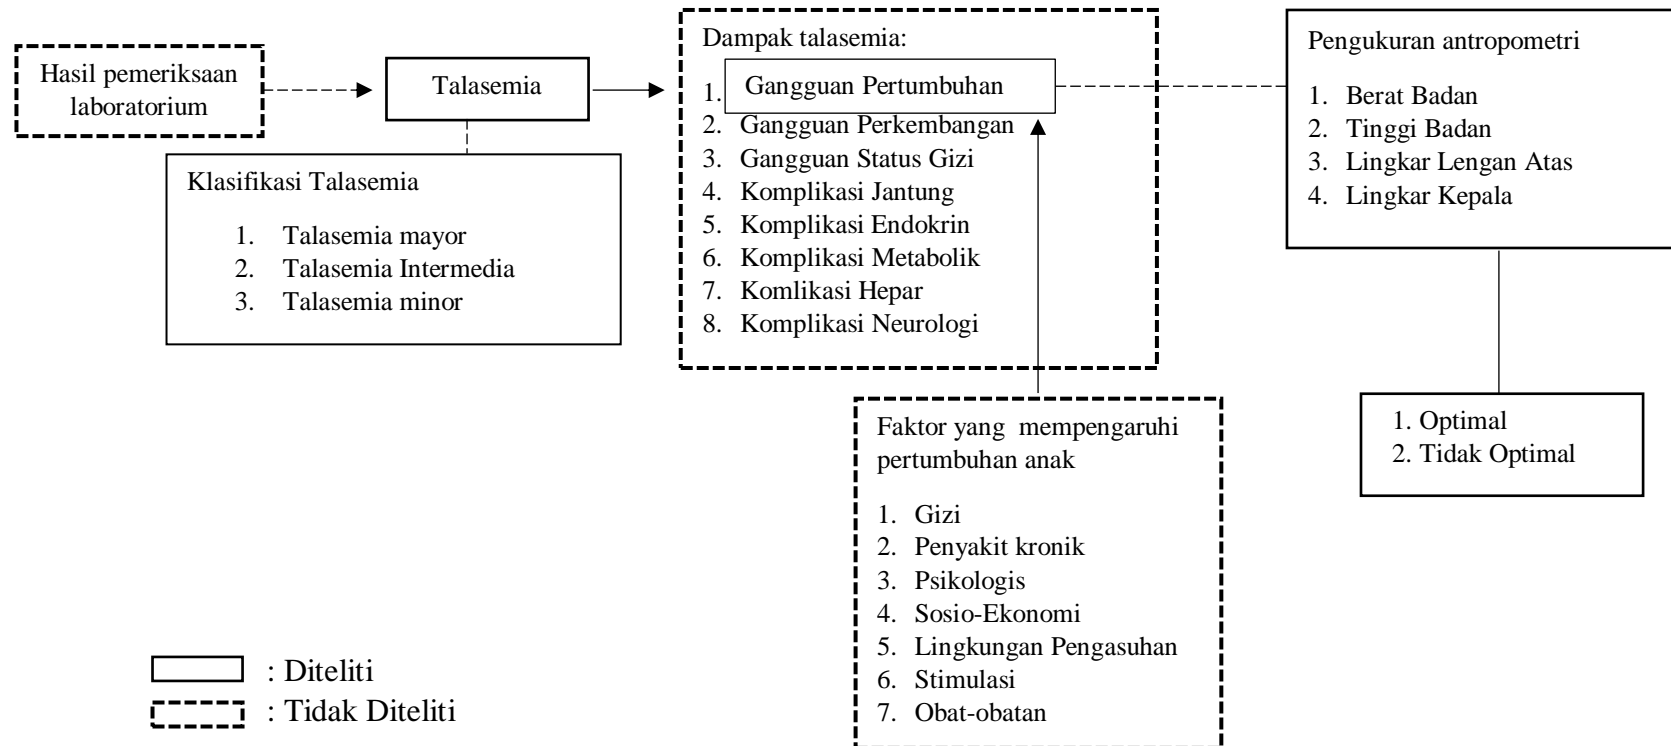 Hasil pemeriksaan
laboratorium
Talasemia
Klasifikasi Talasemia
1. Talasemia mayor
2. Talasemia Intermedia
3. Talasemia minor
Dampak talasemia:
1. Gangguan Pertumbuhan
2. Gangguan Perkembangan
3. Gangguan Status Gizi
4. Komplikasi Jantung
5. Komplikasi Endokrin
6. Komplikasi Metabolik
7. Komlikasi Hepar
8. Komplikasi Neurologi
Pengukuran antropometri
1. Berat Badan
2. Tinggi Badan
3. Lingkar Lengan Atas
4. Lingkar Kepala
1. Optimal
2. Tidak Optimal
Faktor yang mempengaruhi
pertumbuhan anak
1. Gizi
2. Penyakit kronik
3. Psikologis
4. Sosio-Ekonomi
5. Lingkungan Pengasuhan
6. Stimulasi
7. Obat-obatan
: Diteliti
: Tidak Diteliti